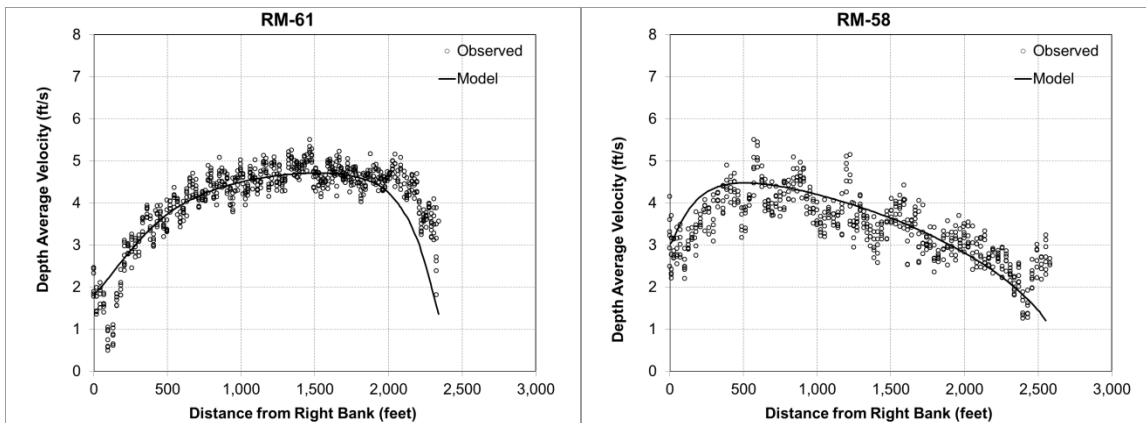 RM-61
8
7
6
5
4
3
2
1
0
Depth Average Velocity (ft/s)
Observed
Model
0 500 1,000 1,500 2,000 2,500 3,000
Distance from Right Bank (feet)
RM-58
8
7
6
5
4
3
2
1
0
Depth Average Velocity (ft/s)
Observed
Model
0 500 1,000 1,500 2,000 2,500 3,000
Distance from Right Bank (feet)